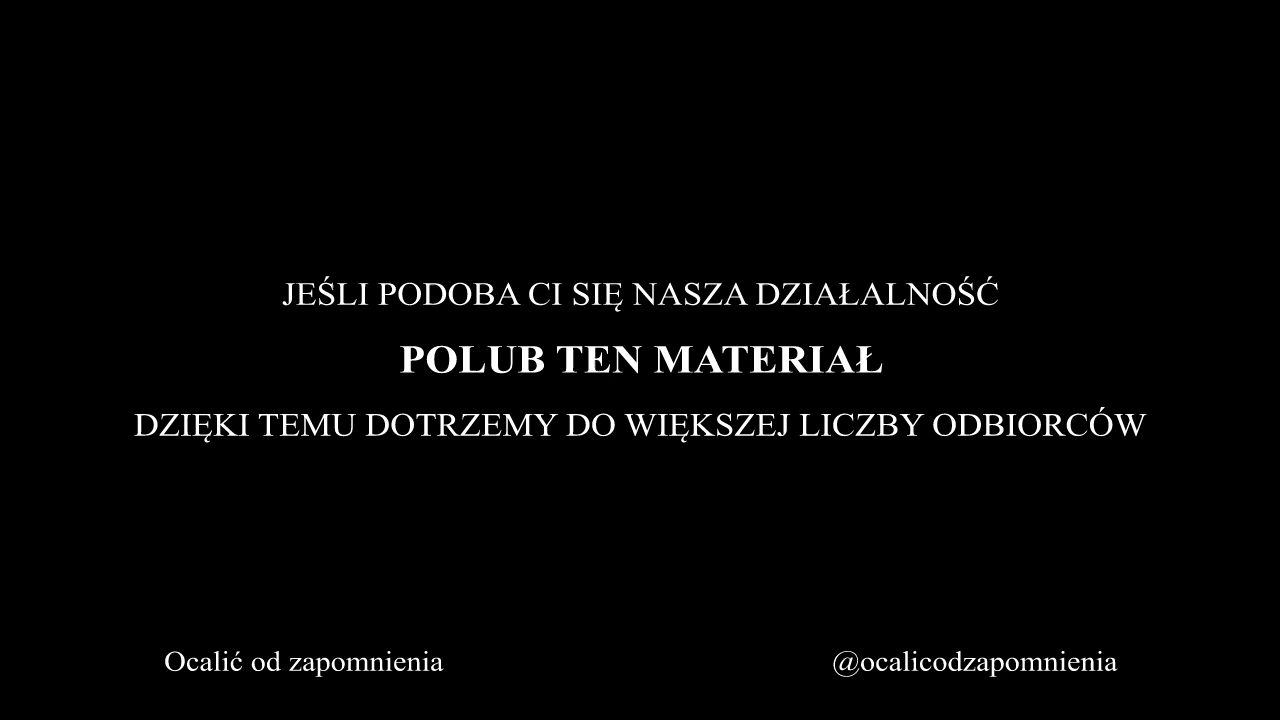 JEŚLI PODOBA CI SIĘ NASZA DZIAŁALNOŚĆ
POLUB TEN MATERIAŁ
DZIĘKI TEMU DOTRZEMY DO WIĘKSZEJ LICZBY ODBIORCÓW
Ocalić od zapomnienia
@ocalicodzapomnienia